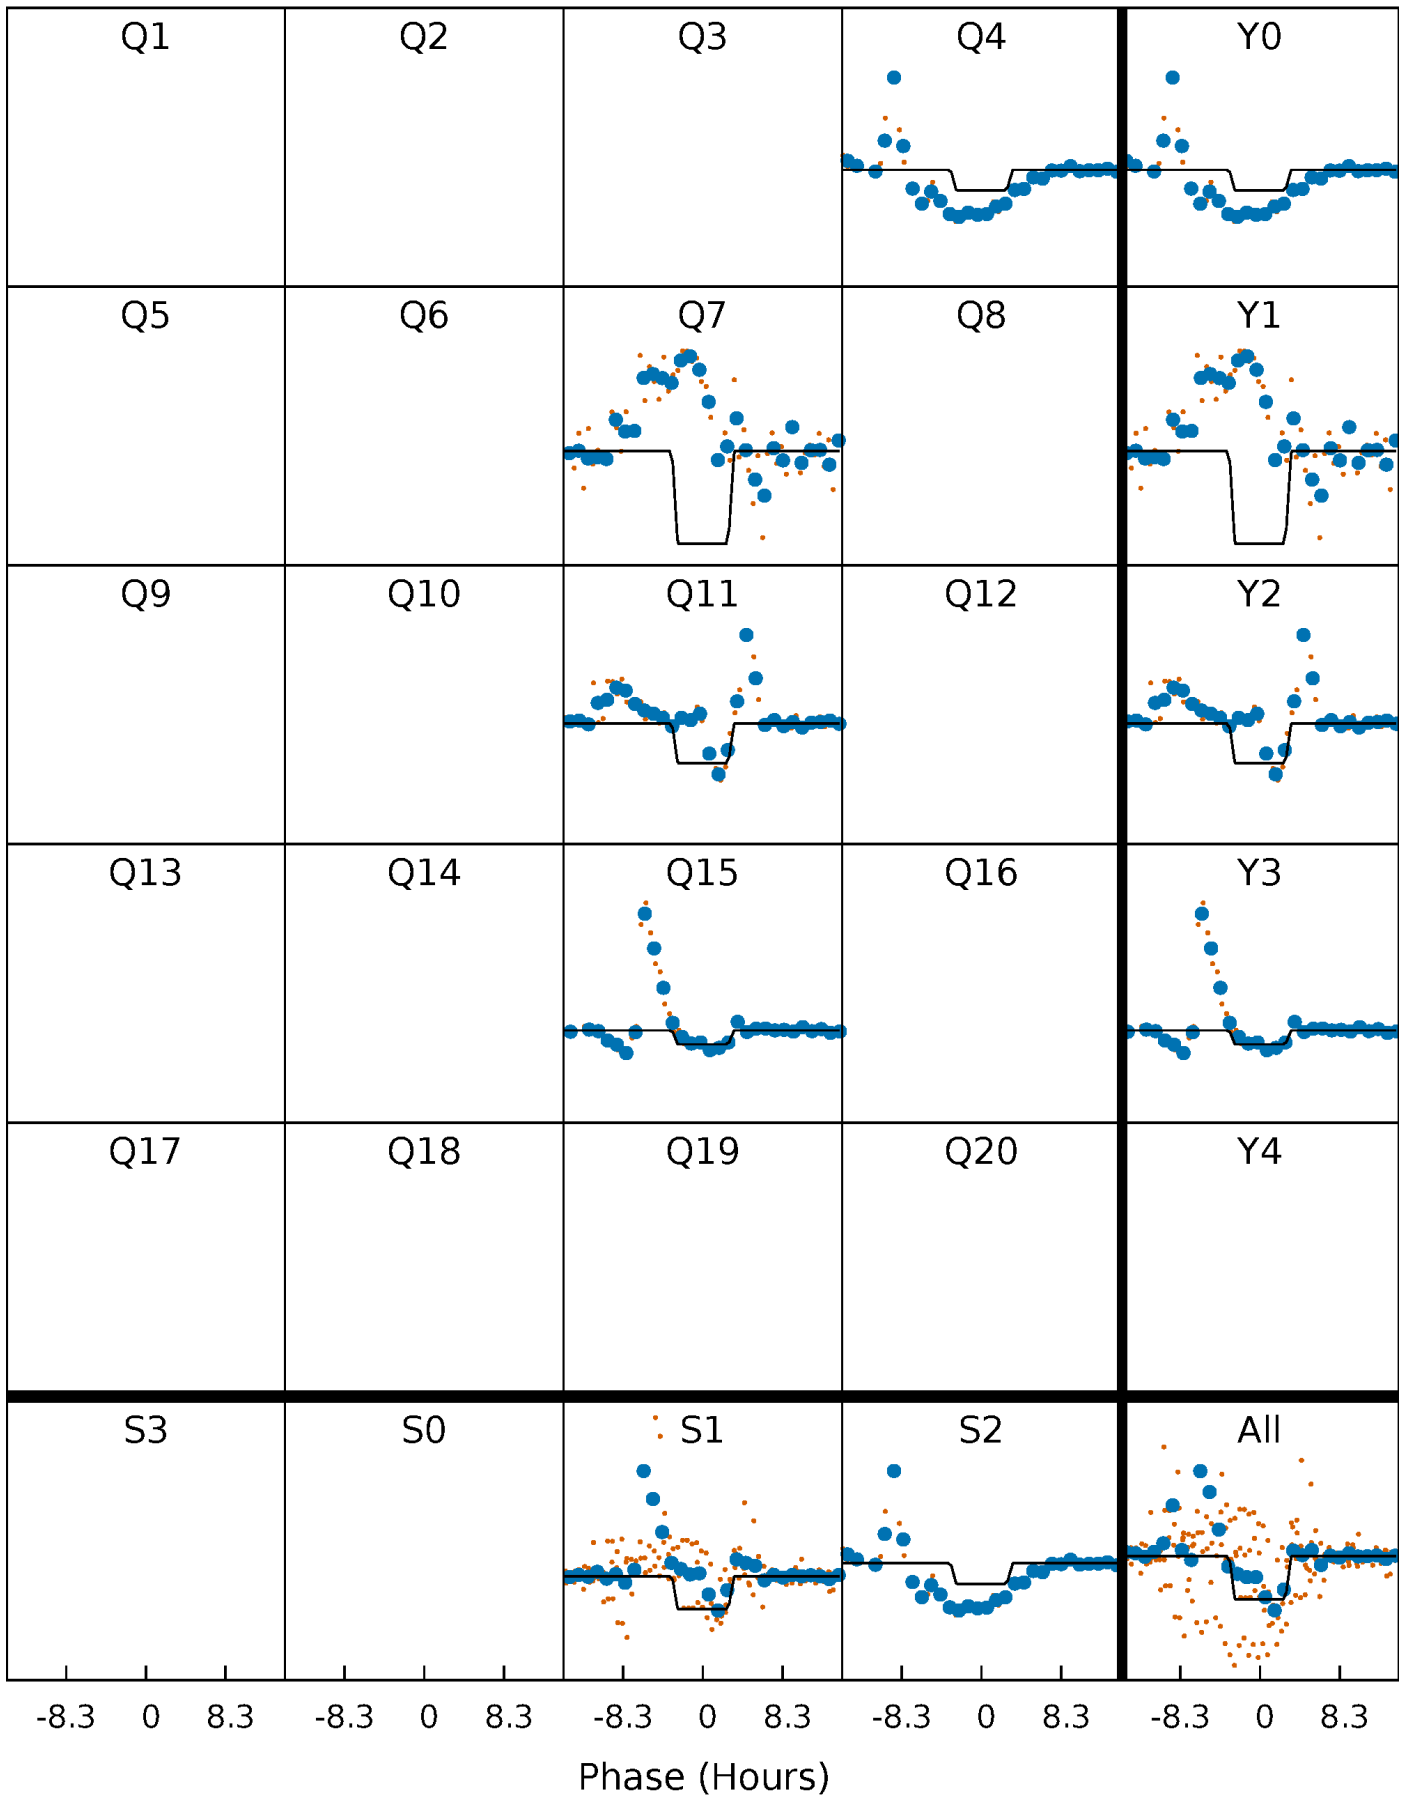 Q1 Q2 Q3 Q4 Y0
Q5 Q6 Q7 Q8 Y1
Q9 Q10 Q11 Q12 Y2
Q13 Q14 Q15 Q16 Y3
Q17 Q18 Q19 Q20 Y4
S3 S0 S1 S2 All
-8.3 0 8.3 -8.3 0 8.3 -8.3 0 8.3 -8.3 0 8.3 -8.3 0 8.3
Phase (Hours)